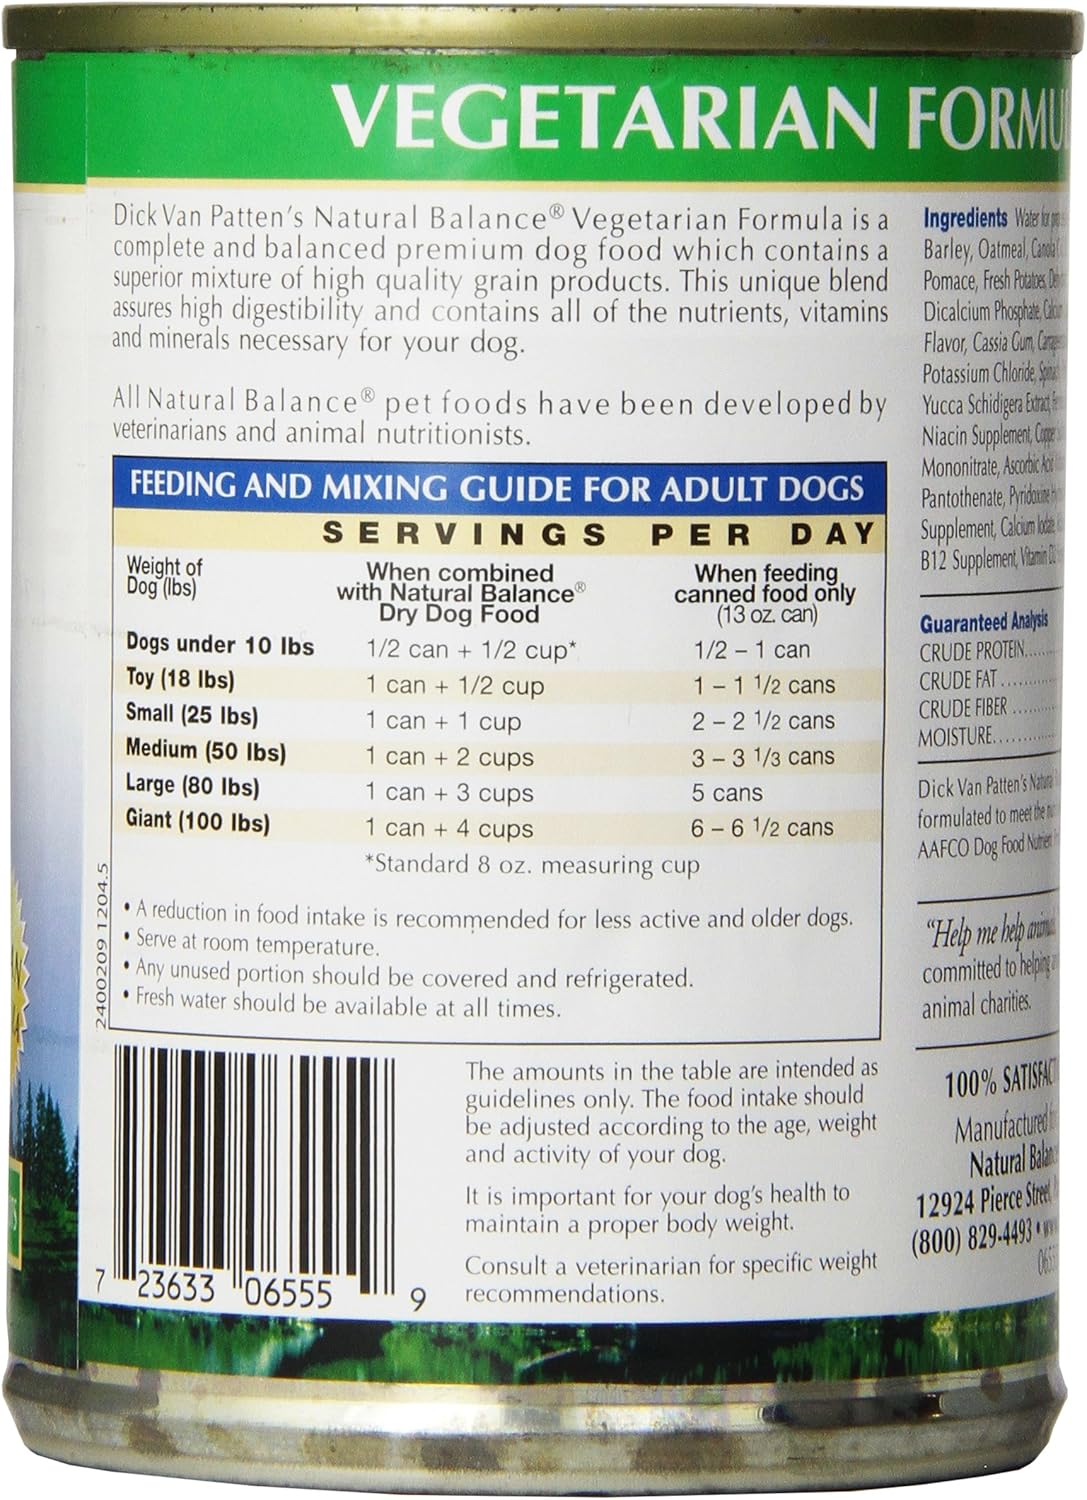 VEGETARIAN FORMU
Dick Van Patten's Natural Balance® Vegetarian Formula is a
complete and balanced premium dog food which contains a
superior mixture of high quality grain products. This unique blend
assures high digestibility and contains all of the nutrients, vitamins
and minerals necessary for your dog.
All Natural Balance® pet foods have been developed by
veterinarians and animal nutritionists.
FEEDING AND MIXING GUIDE FOR ADULT DOGS
SERVINGS PER DAY
Weight of
Dog (lbs)
When combined
with Natural Balance®
Dry Dog Food
When feeding
canned food only
(13 oz. can)
Dogs under 10 lbs 1/2 can + 1/2 cup* 1/2 – 1 can
Toy (18 lbs) 1 can + 1/2 cup 1 – 1 1/2 cans
Small (25 lbs) 1 can + 1 cup 2 – 2 1/2 cans
Medium (50 lbs) 1 can + 2 cups 3 – 3 1/3 cans
Large (80 lbs) 1 can + 3 cups 5 cans
Giant (100 lbs) 1 can + 4 cups 6 – 6 1/2 cans
*Standard 8 oz. measuring cup
• A reduction in food intake is recommended for less active and older dogs.
• Serve at room temperature.
• Any unused portion should be covered and refrigerated.
• Fresh water should be available at all times.
2400209 1204.5
7 23633 06555 9
The amounts in the table are intended as
guidelines only. The food intake should
be adjusted according to the age, weight
and activity of your dog.
It is important for your dog's health to
maintain a proper body weight.
Consult a veterinarian for specific weight
recommendations.
Ingredients Water for
Barley, Oatmeal, Canola
Pomace, Fresh Potatoes,
Dicalcium Phosphate,
Flavor, Cassia Gum,
Potassium Chloride,
Yucca Schidigera Extract,
Niacin Supplement,
Mononitrate, Ascorbic Acid
Pantothenate, Pyridoxine
Supplement, Calcium Iodate,
B12 Supplement, Vitamin D2
Guaranteed Analysis
CRUDE PROTEIN......
CRUDE FAT.........
CRUDE FIBER.......
MOISTURE...........
Dick Van Patten's Natural
formulated to meet the
AAFCO Dog Food Nutrient
"Help me help
committed to helping
animal charities.
100% SATISFACT
Manufactured
Natural Balance
12924 Pierce Street,
(800) 829-4493 •